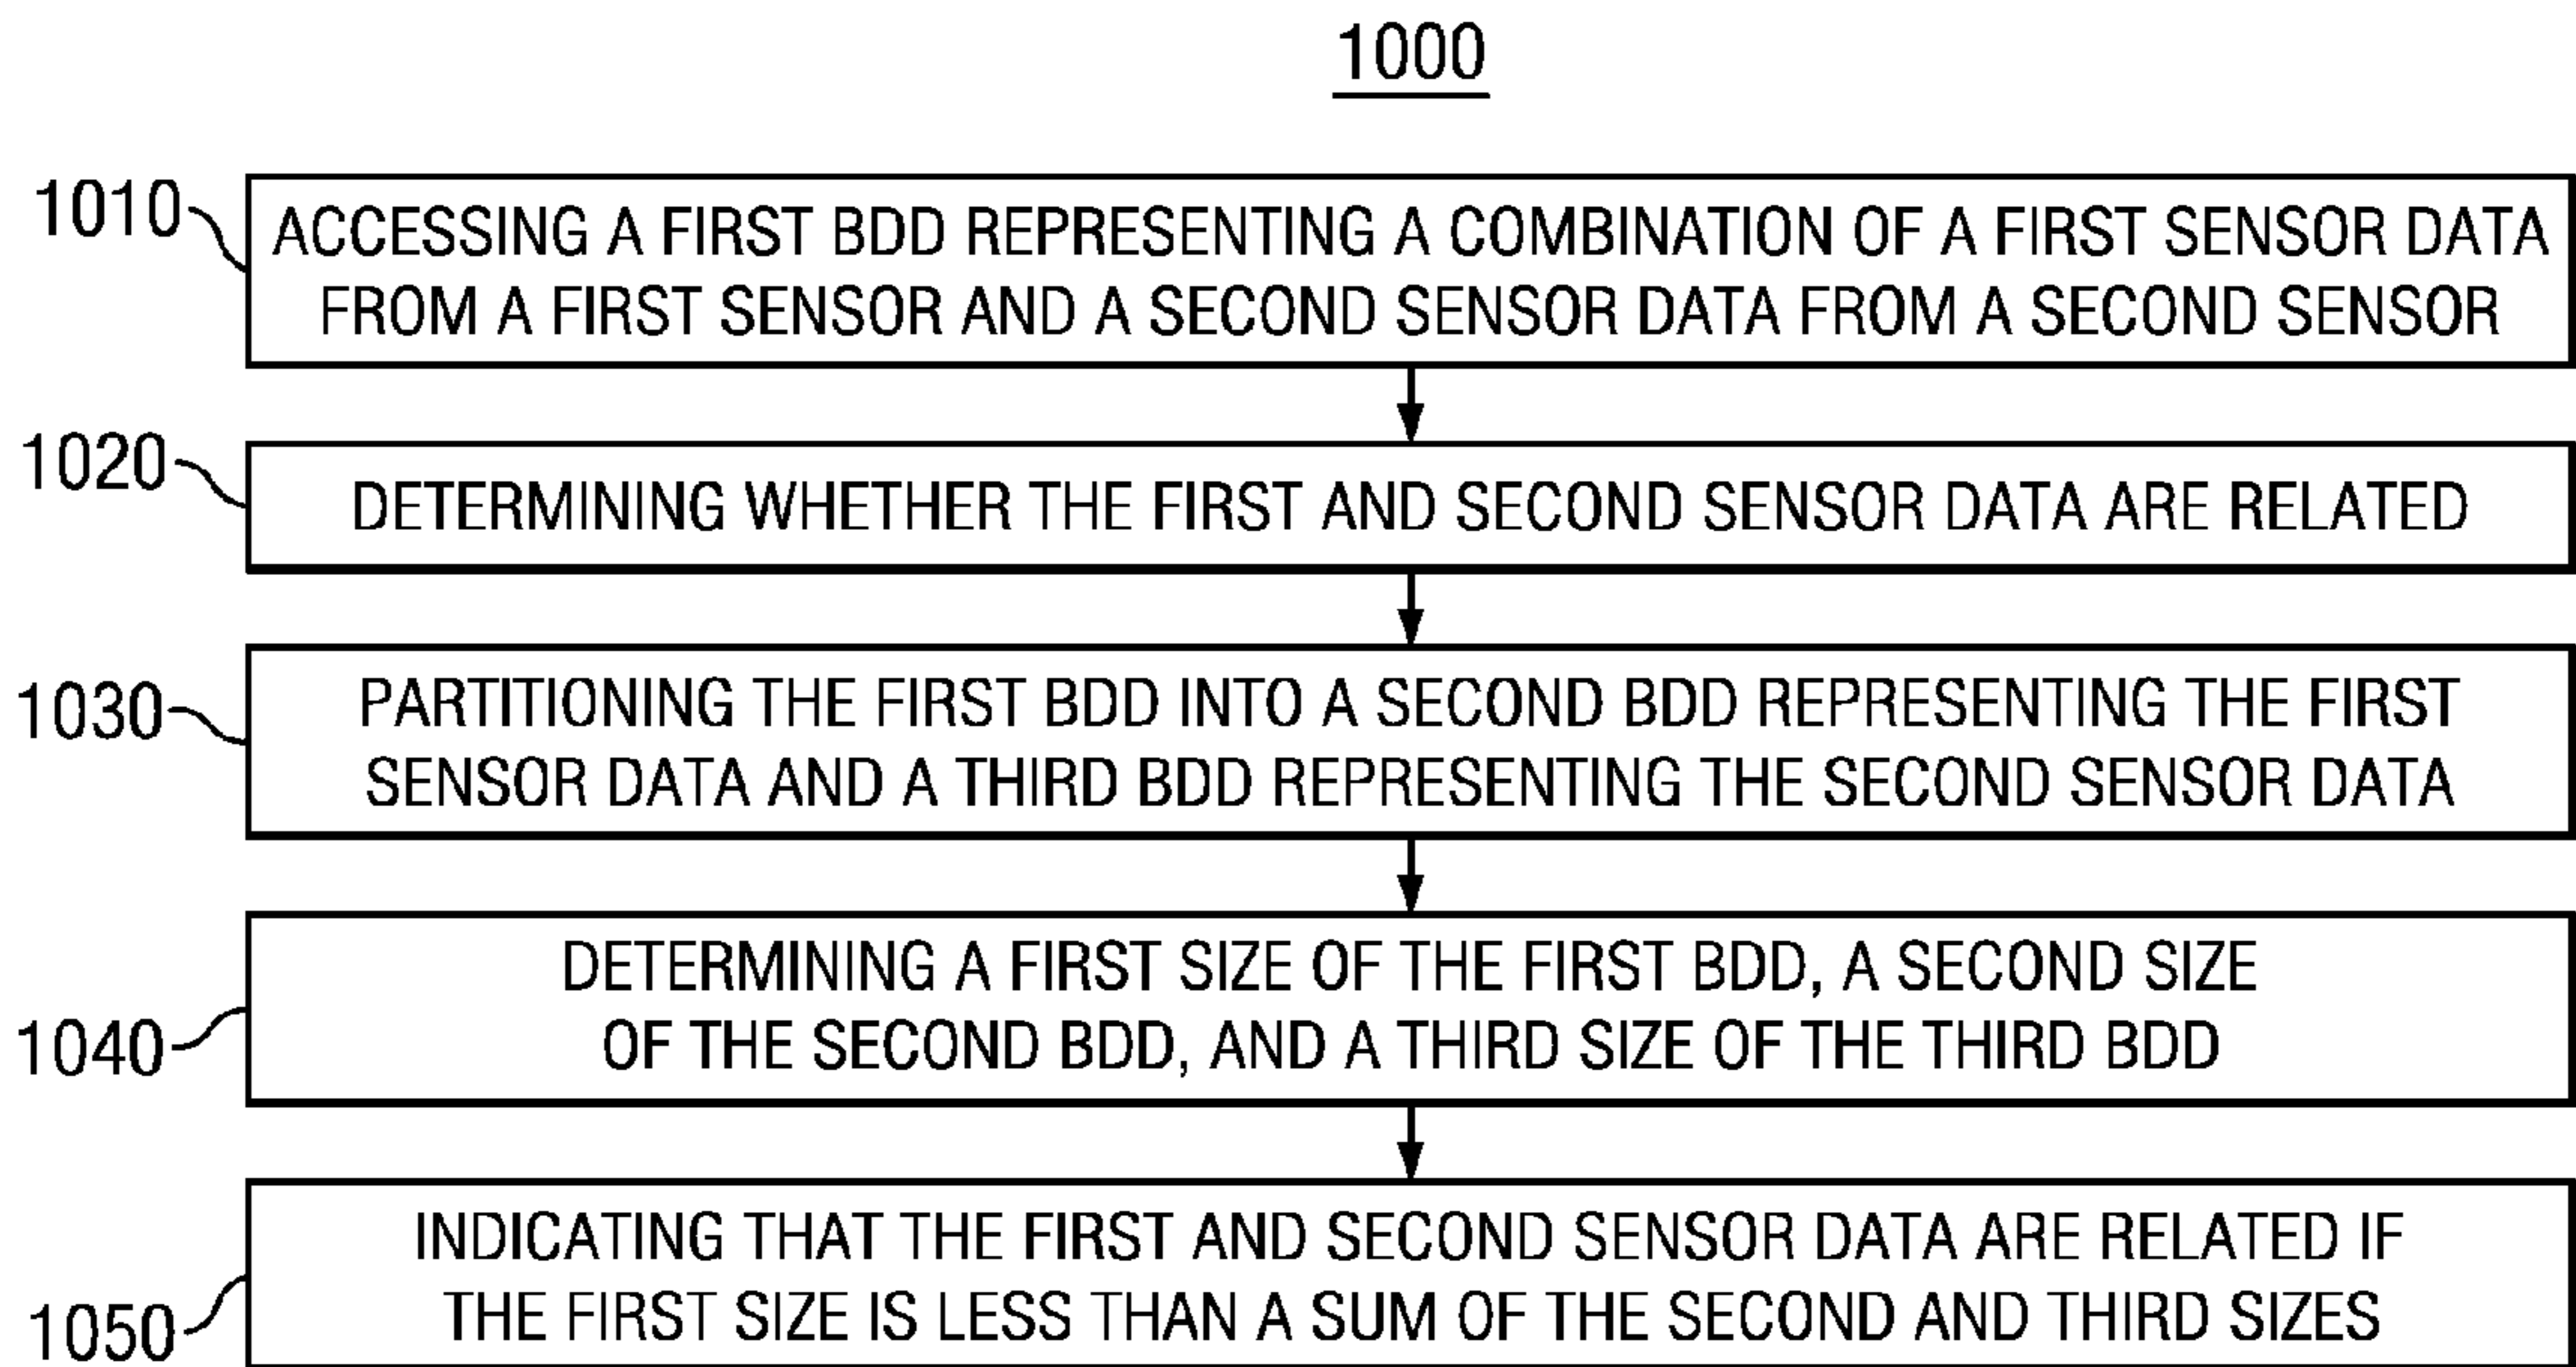 1000
1010
ACCESSING A FIRST BDD REPRESENTING A COMBINATION OF A FIRST SENSOR DATA
FROM A FIRST SENSOR AND A SECOND SENSOR DATA FROM A SECOND SENSOR
1020
DETERMINING WHETHER THE FIRST AND SECOND SENSOR DATA ARE RELATED
1030
PARTITIONING THE FIRST BDD INTO A SECOND BDD REPRESENTING THE FIRST
SENSOR DATA AND A THIRD BDD REPRESENTING THE SECOND SENSOR DATA
1040
DETERMINING A FIRST SIZE OF THE FIRST BDD, A SECOND SIZE
OF THE SECOND BDD, AND A THIRD SIZE OF THE THIRD BDD
1050
INDICATING THAT THE FIRST AND SECOND SENSOR DATA ARE RELATED IF
THE FIRST SIZE IS LESS THAN A SUM OF THE SECOND AND THIRD SIZES